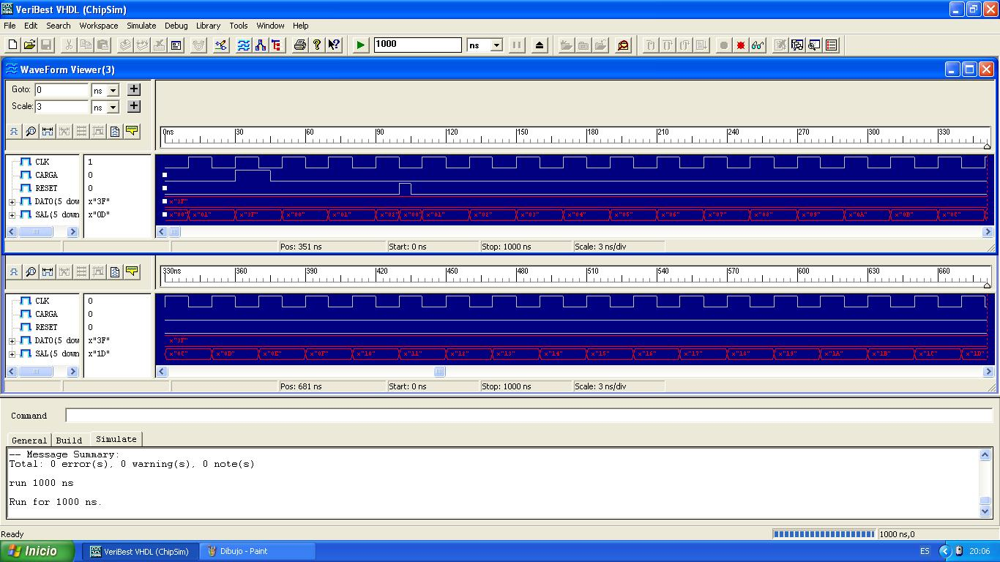 VeriBest VHDL (ChipSim)
File Edit Search Workspace Simulate Debug Library Tools Window Help
1000 ns
WaveForm Viewer(3)
Goto: 0 ns
Scale: 3 ns
0ns 30 60 90 120 150 180 210 240 270 300 330
CLK 1
CARGA 0
RESET 0
DATO(5 dow x"3F" x"3F"
SAL(5 down x"0D" x"00" x"01" x"3F" x"00" x"01" x"02" x"00" x"01" x"02" x"03" x"04" x"05" x"06" x"07" x"08" x"09" x"0A" x"0B" x"0C"
Pos: 351 ns Start: 0 ns Stop: 1000 ns Scale: 3 ns/div
330ns 360 390 420 450 480 510 540 570 600 630 660
CLK 0
CARGA 0
RESET 0
DATO(5 dow x"3F" x"3F"
SAL(5 down x"1D" x"0C" x"0D" x"0E" x"0F" x"10" x"11" x"12" x"13" x"14" x"15" x"16" x"17" x"18" x"19" x"1A" x"1B" x"1C" x"1D"
Pos: 681 ns Start: 0 ns Stop: 1000 ns Scale: 3 ns/div
Command
General Build Simulate
-- Message Summary:
Total: 0 error(s), 0 warning(s), 0 note(s)
run 1000 ns
Run for 1000 ns.
Ready 1000 ns,0
Inicio VeriBest VHDL (ChipSim) Dibujo - Paint ES 20:06